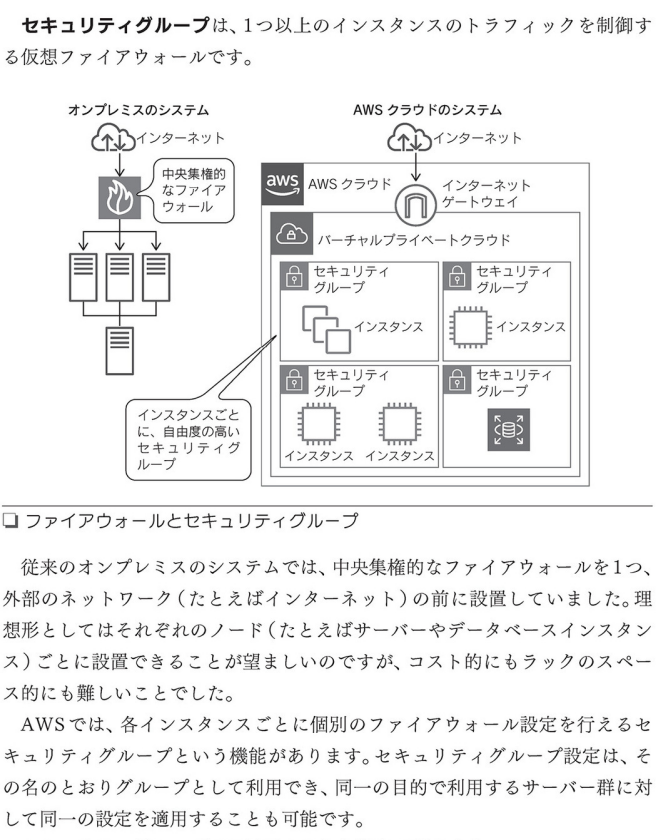 セキュリティグループは、1つ以上のインスタンスのトラフィックを制御す
る仮想ファイアウォールです。
オンプレミスのシステム
インターネット
中央集権的
なファイア
ウォール
AWS クラウドのシステム
インターネット
aws
AWS クラウド
インターネット
ゲートウェイ
バーチャルプライベートクラウド
セキュリティ
グループ
インスタンス
セキュリティ
グループ
インスタンス
セキュリティ
グループ
インスタンス
インスタンス
セキュリティ
グループ
インスタンスごと
に、自由度の高い
セキュリティグ
ループ
❏ ファイアウォールとセキュリティグループ
従来のオンプレミスのシステムでは、中央集権的なファイアウォールを1つ、
外部のネットワーク（たとえばインターネット）の前に設置していました。理
想形としてはそれぞれのノード（たとえばサーバーやデータベースインスタン
ス）ごとに設置できることが望ましいのですが、コスト的にもラックのスペー
ス的にも難しいことでした。
AWSでは、各インスタンスごとに個別のファイアウォール設定を行えるセ
キュリティグループという機能があります。セキュリティグループ設定は、そ
の名のとおりグループとして利用でき、同一の目的で利用するサーバー群に対
して同一の設定を適用することも可能です。